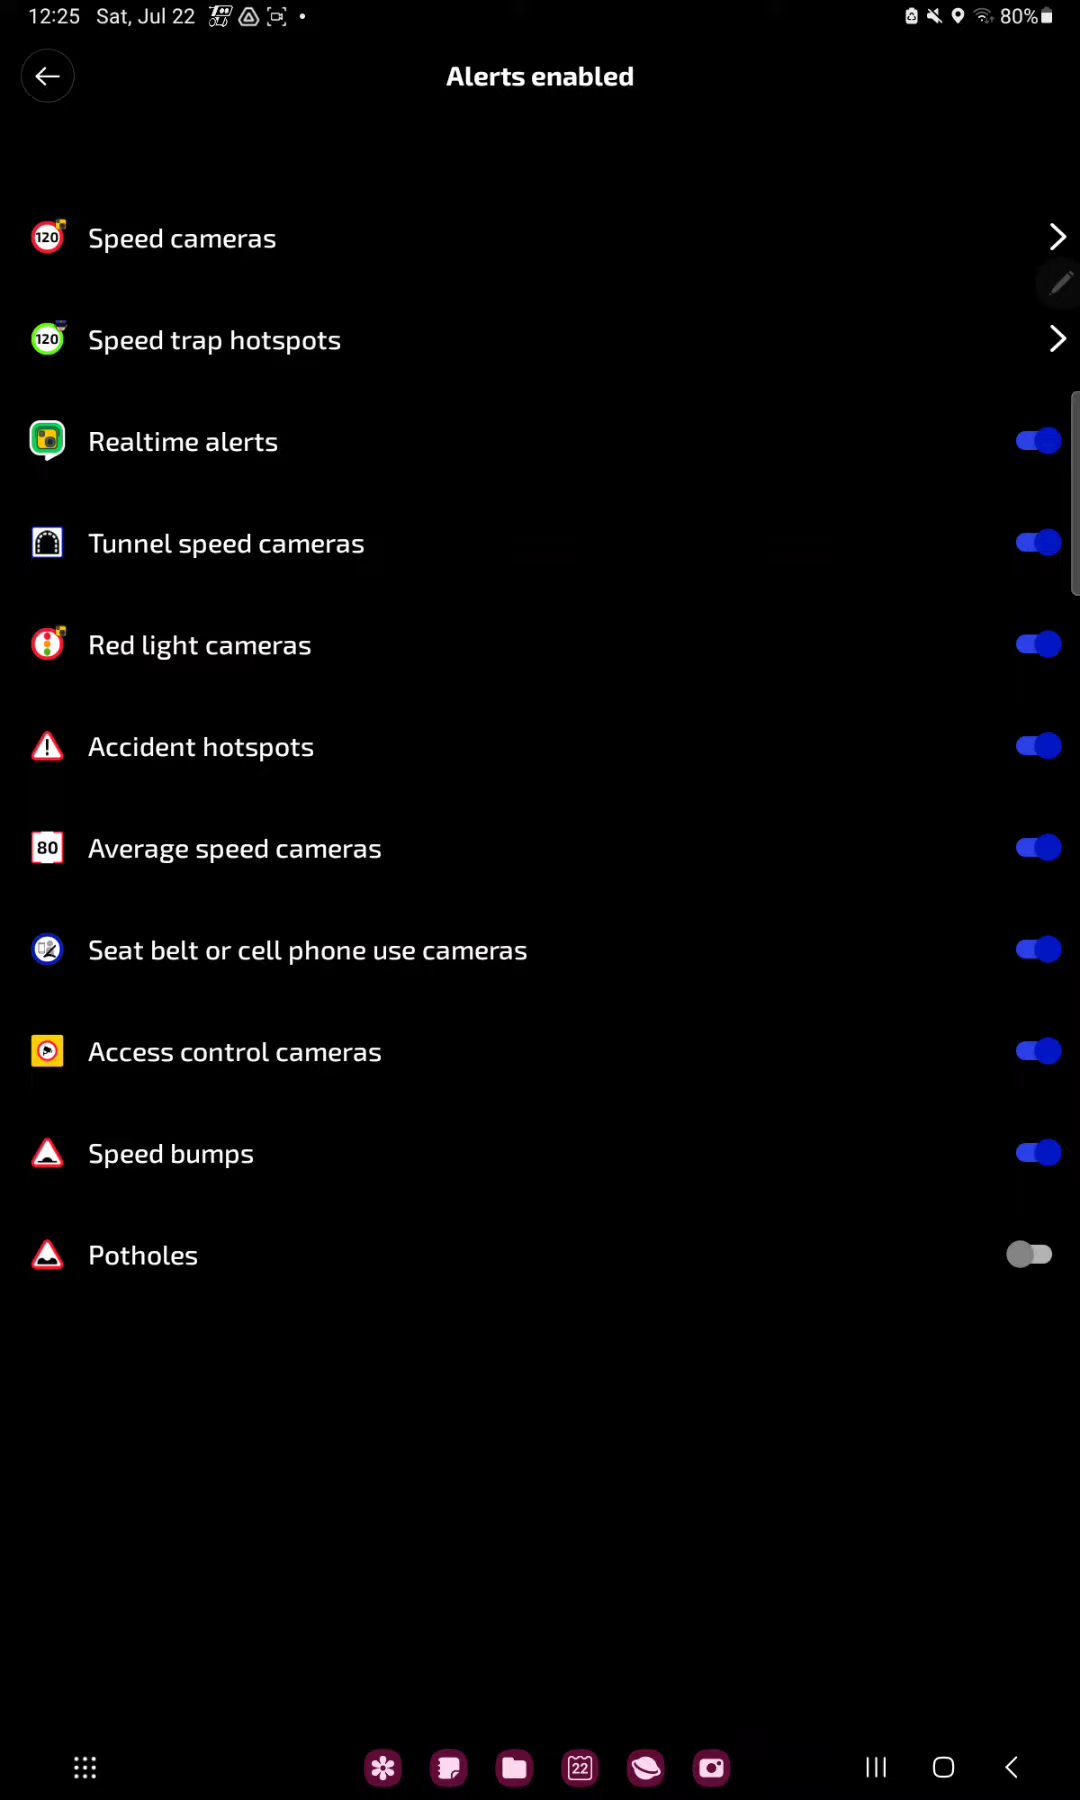 12:25 Sat, Jul 22 80%
Alerts enabled
120 Speed cameras
120 Speed trap hotspots
Realtime alerts
Tunnel speed cameras
Red light cameras
! Accident hotspots
80 Average speed cameras
Seat belt or cell phone use cameras
Access control cameras
Speed bumps
Potholes
22